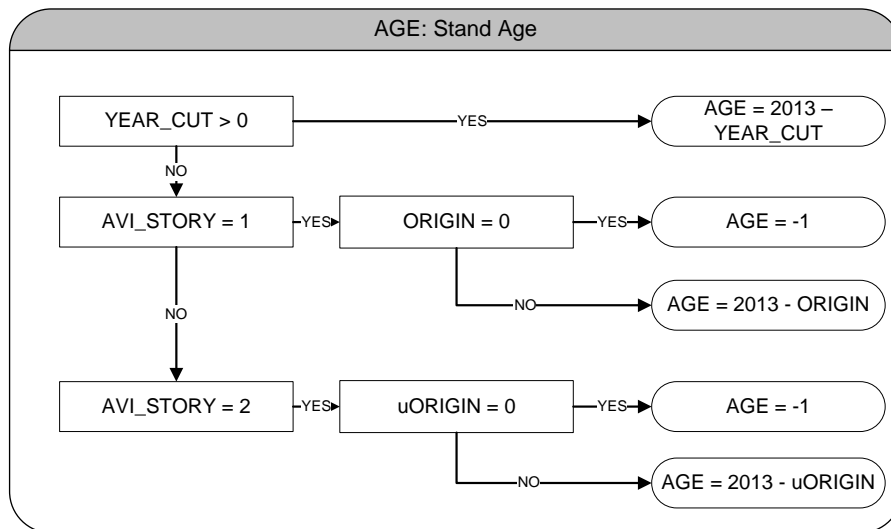 AGE: Stand Age
YEAR_CUT > 0
YES
AGE = 2013 –
YEAR_CUT
NO
AVI_STORY = 1
YES
ORIGIN = 0
YES
AGE = -1
NO
AGE = 2013 - ORIGIN
NO
AVI_STORY = 2
YES
uORIGIN = 0
YES
AGE = -1
NO
AGE = 2013 - uORIGIN